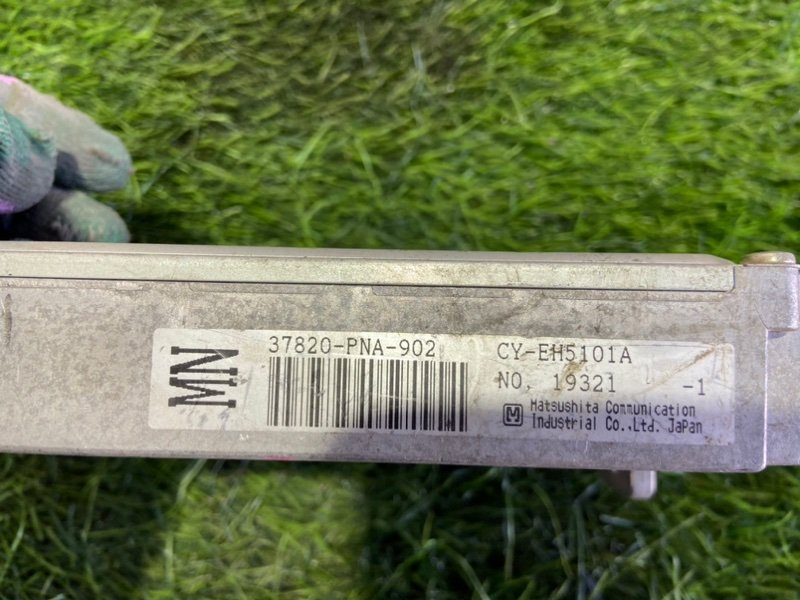 MN
37820-PNA-902
CY-EH5101A
NO. 19321 -1
M Matsushita Communication
Industrial Co.,Ltd. JaPan